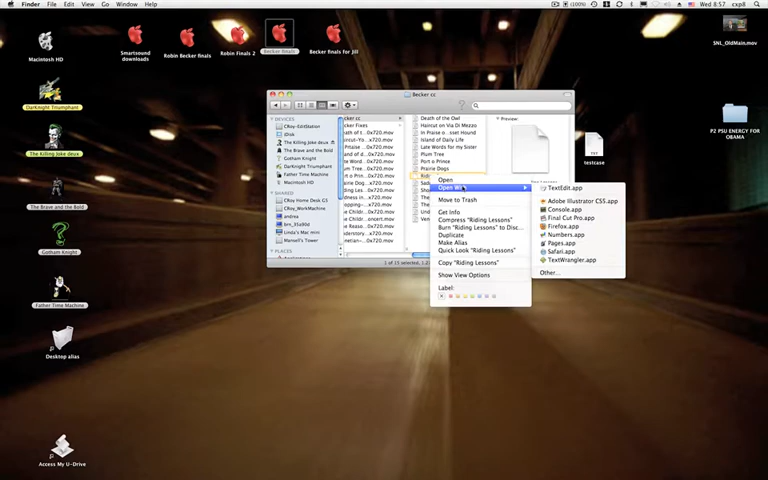 Finder File Edit View Go Window Help
(100%)
Wed 8:57 cxp8
Macintosh HD
Smartsound
downloads
Robin Becker finals
Robin Finals 2
Becker finals
Becker finals for Jill
SNL_OldMain.mov
DarKnight Triumphant
The Killing Joke deux
The Brave and the Bold
Gotham Knight
Father Time Machine
Desktop alias
Access My U-Drive
P2 PSU ENERGY FOR
OBAMA
TXT
testcase
Becker cc
DEVICES
CRoy-EditStation
iDisk
The Killing Joke deux
The Brave and the Bold
Gotham Knight
DarKnight Triumphant
Father Time Machine
Macintosh HD
SHARED
CRoy Home Desk G5
CRoy_WorkMachine
andrea
brn_35a90d
Linda's Mac mini
Mansell's Tower
PLACES
Becker Fixes
Death of the Owl
Haircut on Via Di Mezzo
In Praise o...sset Hound
Island of Daily Life
Late Words for my Sister
Plum Tree
Port o Prince
Prairie Dogs
Preview:
Open
Open With
Move to Trash
Get Info
Compress "Riding Lessons"
Burn "Riding Lessons" to Disc...
Duplicate
Make Alias
Quick Look "Riding Lessons"
Copy "Riding Lessons"
Show View Options
Label:
TextEdit.app
Adobe Illustrator CS5.app
Console.app
Final Cut Pro.app
Firefox.app
Numbers.app
Pages.app
Safari.app
TextWrangler.app
Other...